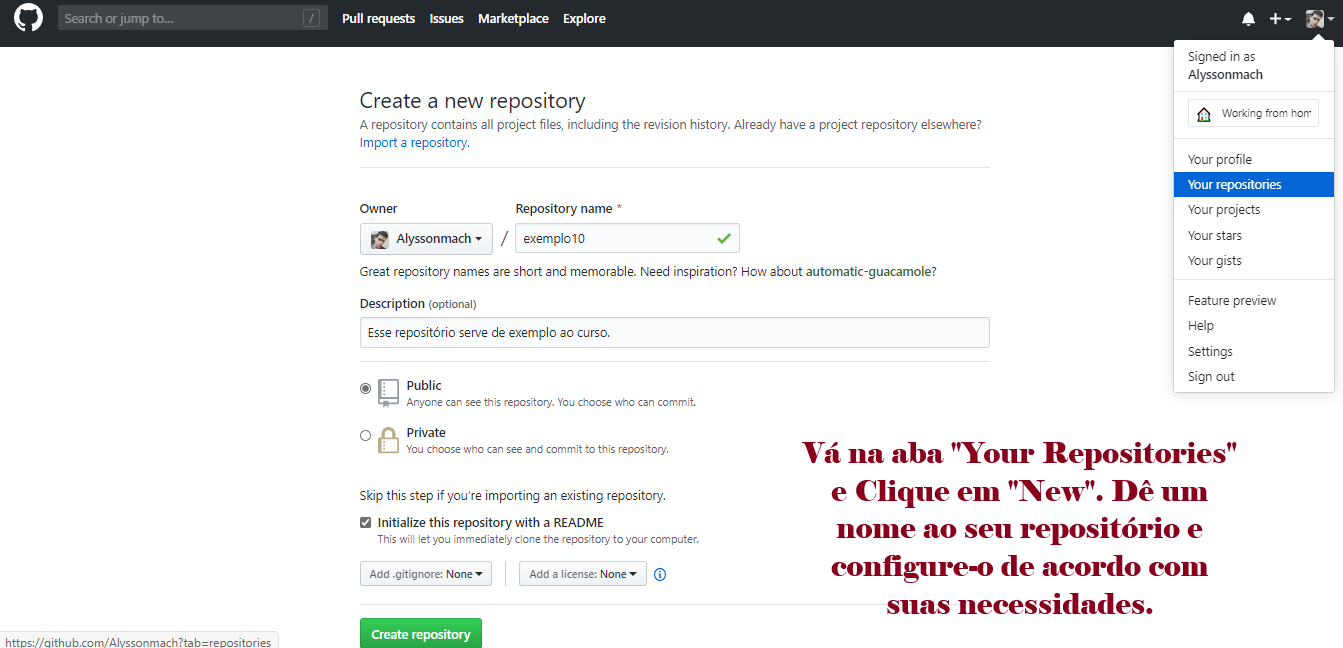 Search or jump to...
/
Pull requests
Issues
Marketplace
Explore
Signed in as
Alyssonmach
Working from hom
Your profile
Your repositories
Your projects
Your stars
Your gists
Feature preview
Help
Settings
Sign out
Create a new repository
A repository contains all project files, including the revision history. Already have a project repository elsewhere?
Import a repository.
Owner
Repository name *
Alyssonmach
/
exemplo10
Great repository names are short and memorable. Need inspiration? How about automatic-guacamole?
Description (optional)
Esse repositório serve de exemplo ao curso.
Public
Anyone can see this repository. You choose who can commit.
Private
You choose who can see and commit to this repository.
Skip this step if you're importing an existing repository.
Initialize this repository with a README
This will let you immediately clone the repository to your computer.
Add .gitignore: None
Add a license: None
Create repository
Vá na aba "Your Repositories"
e Clique em "New". Dê um
nome ao seu repositório e
configure-o de acordo com
suas necessidades.
https://github.com/Alyssonmach?tab=repositories